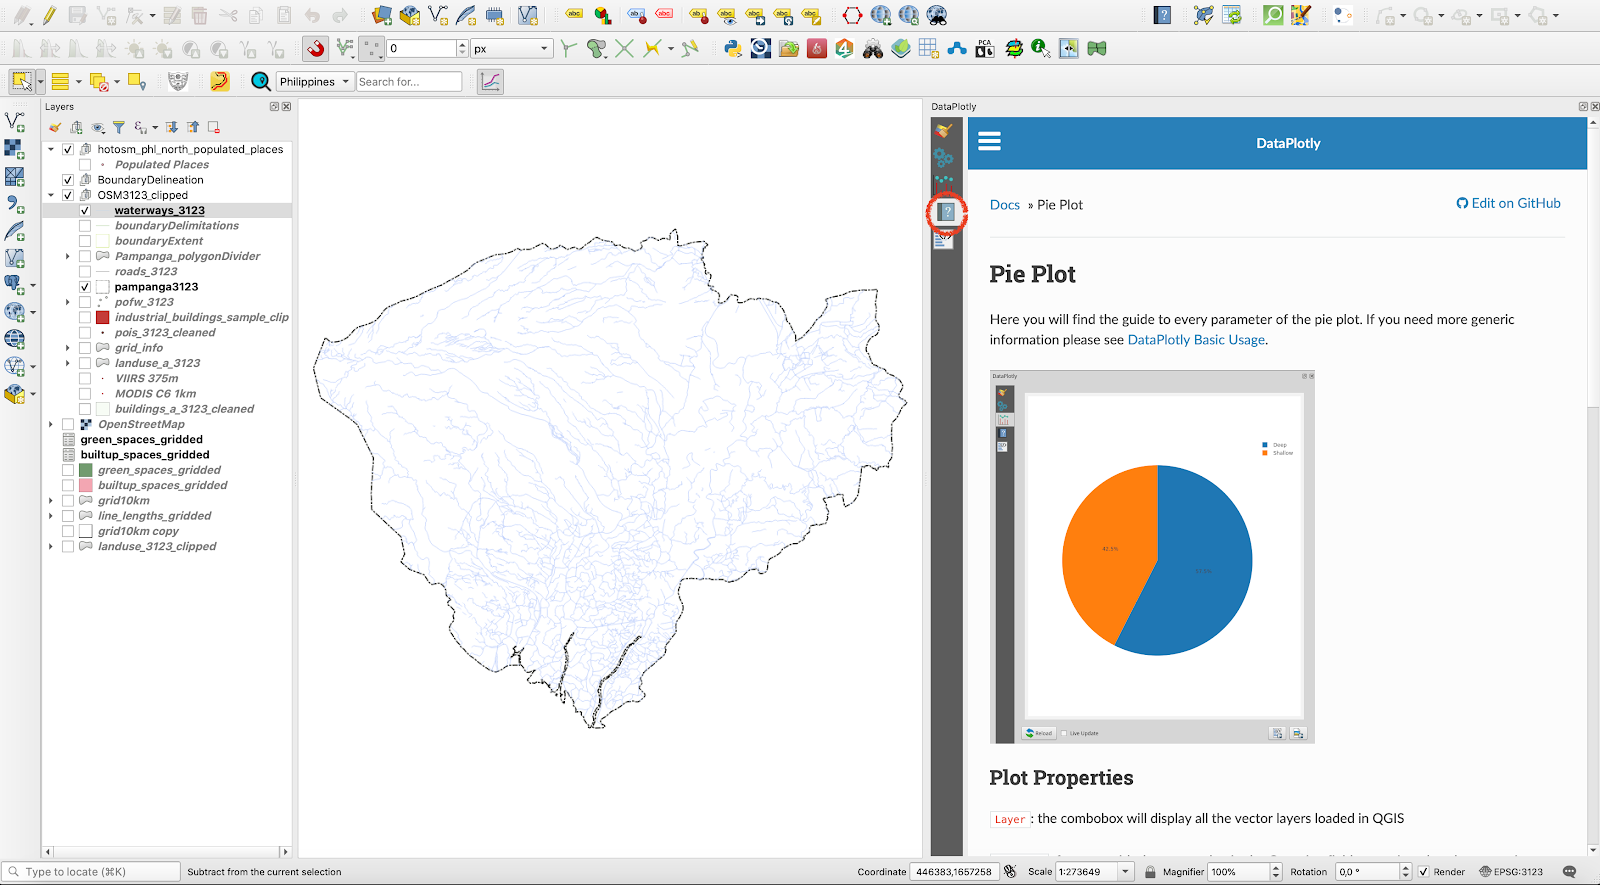 0
px
Philippines
Search for...
Layers
hotosm_phl_north_populated_places
Populated Places
BoundaryDelineation
OSM3123_clipped
waterways_3123
boundaryDelimitations
boundaryExtent
Pampanga_polygonDivider
roads_3123
pampanga3123
pofw_3123
industrial_buildings_sample_clip
pois_3123_cleaned
grid_info
landuse_a_3123
VIIRS 375m
MODIS C6 1km
buildings_a_3123_cleaned
OpenStreetMap
green_spaces_gridded
builtup_spaces_gridded
green_spaces_gridded
builtup_spaces_gridded
grid10km
line_lengths_gridded
grid10km copy
landuse_3123_clipped
DataPlotly
DataPlotly
Docs » Pie Plot
Edit on GitHub
Pie Plot
Here you will find the guide to every parameter of the pie plot. If you need more generic
information please see DataPlotly Basic Usage.
DataPlotly
Deep
Shallow
42.5%
Reload
Live Update
Plot Properties
Layer : the combobox will display all the vector layers loaded in QGIS
Type to locate (⌘K)
Subtract from the current selection
Coordinate 446383,1657258
Scale 1:273649
Magnifier 100%
Rotation 0,0 °
Render
EPSG:3123